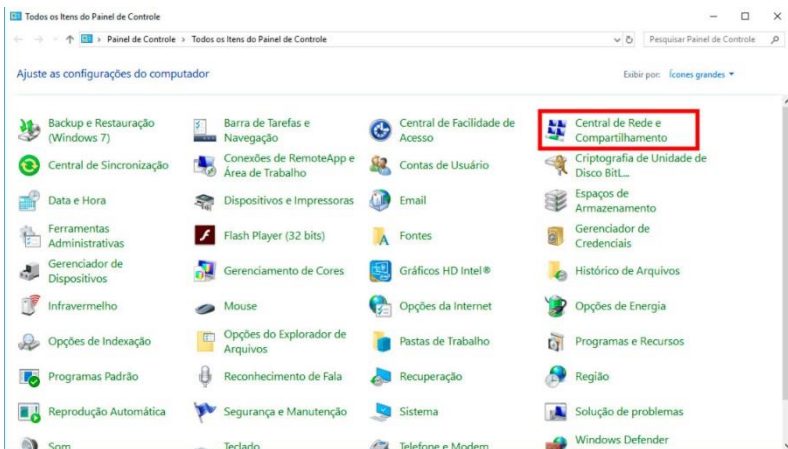 Todos os Itens do Painel de Controle
Painel de Controle > Todos os Itens do Painel de Controle
Pesquisar Painel de Controle
Ajuste as configurações do computador
Exibir por: Ícones grandes
Backup e Restauração
(Windows 7)
Barra de Tarefas e
Navegação
Central de Facilidade de
Acesso
Central de Rede e
Compartilhamento
Central de Sincronização
Conexões de RemoteApp e
Área de Trabalho
Contas de Usuário
Criptografia de Unidade de
Disco BitL...
Data e Hora
Dispositivos e Impressoras
Email
Espaços de
Armazenamento
Ferramentas
Administrativas
Flash Player (32 bits)
Fontes
Gerenciador de
Credenciais
Gerenciador de
Dispositivos
Gerenciamento de Cores
Gráficos HD Intel®
Histórico de Arquivos
Infravermelho
Mouse
Opções da Internet
Opções de Energia
Opções de Indexação
Opções do Explorador de
Arquivos
Pastas de Trabalho
Programas e Recursos
Programas Padrão
Reconhecimento de Fala
Recuperação
Região
Reprodução Automática
Segurança e Manutenção
Sistema
Solução de problemas
Som
Teclado
Telefone e Modem
Windows Defender